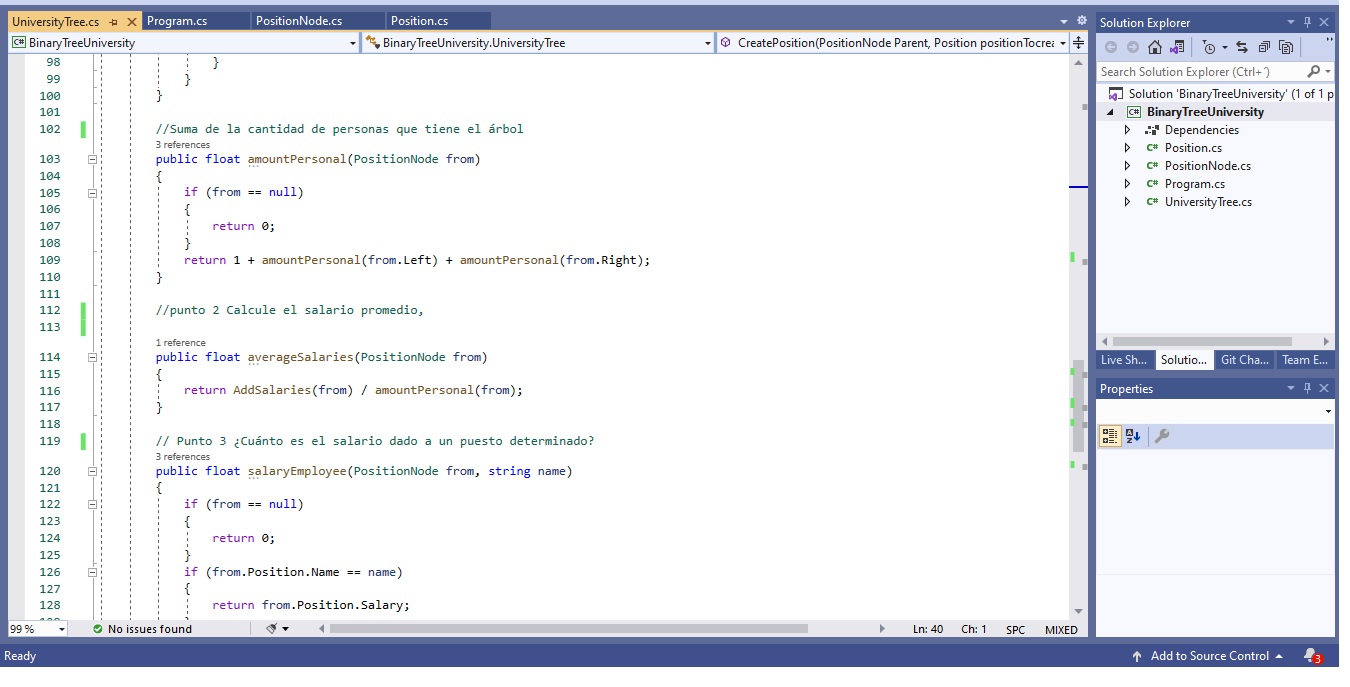 UniversityTree.cs
Program.cs
PositionNode.cs
Position.cs
BinaryTreeUniversity
BinaryTreeUniversity.UniversityTree
CreatePosition(PositionNode Parent, Position positionTocrea
98 }
99 }
100 }
101
102 //Suma de la cantidad de personas que tiene el árbol
3 references
103 public float amountPersonal(PositionNode from)
104 {
105 if (from == null)
106 {
107 return 0;
108 }
109 return 1 + amountPersonal(from.Left) + amountPersonal(from.Right);
110 }
111
112 //punto 2 Calcule el salario promedio,
113
1 reference
114 public float averageSalaries(PositionNode from)
115 {
116 return AddSalaries(from) / amountPersonal(from);
117 }
118
119 // Punto 3 ¿Cuánto es el salario dado a un puesto determinado?
3 references
120 public float salaryEmployee(PositionNode from, string name)
121 {
122 if (from == null)
123 {
124 return 0;
125 }
126 if (from.Position.Name == name)
127 {
128 return from.Position.Salary;
99 %
No issues found
Ln: 40 Ch: 1 SPC MIXED
Solution Explorer
Search Solution Explorer (Ctrl+´)
Solution 'BinaryTreeUniversity' (1 of 1 p
C# BinaryTreeUniversity
Dependencies
C# Position.cs
C# PositionNode.cs
C# Program.cs
C# UniversityTree.cs
Live Sh... Solutio... Git Cha... Team E...
Properties
Ready
Add to Source Control
3